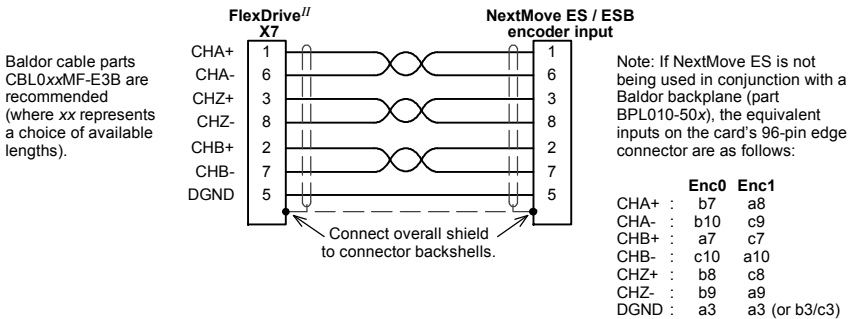 FlexDriveII
X7
NextMove ES / ESB
encoder input
Baldor cable parts
CBL0xxMF-E3B are
recommended
(where xx represents
a choice of available
lengths).
CHA+ 1 1
CHA- 6 6
CHZ+ 3 3
CHZ- 8 8
CHB+ 2 2
CHB- 7 7
DGND 5 5
Connect overall shield
to connector backshells.
Note: If NextMove ES is not
being used in conjunction with a
Baldor backplane (part
BPL010-50x), the equivalent
inputs on the card's 96-pin edge
connector are as follows:
Enc0 Enc1
CHA+ : b7 a8
CHA- : b10 c9
CHB+ : a7 c7
CHB- : c10 a10
CHZ+ : b8 c8
CHZ- : b9 a9
DGND : a3 a3 (or b3/c3)